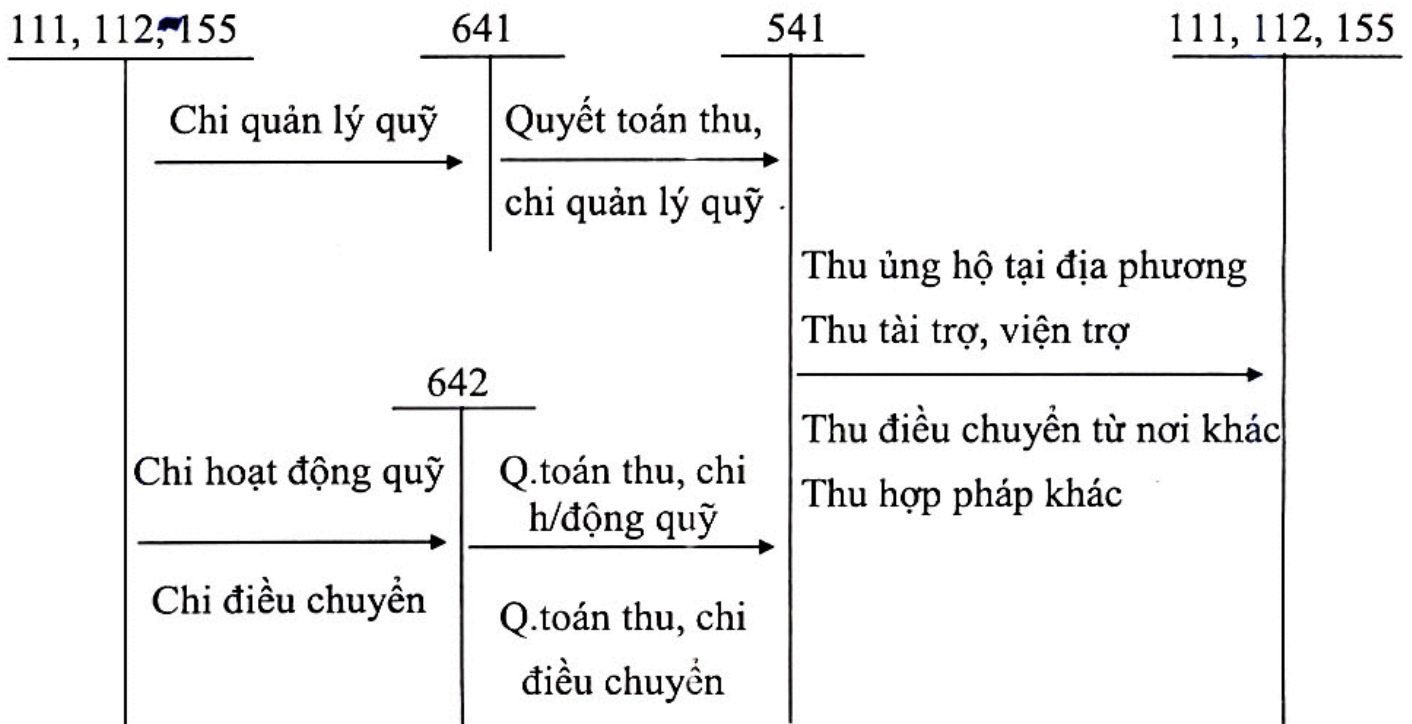 111, 112, 155 641 541 111, 112, 155
Chi quản lý quỹ
Quyết toán thu,
chi quản lý quỹ
Thu ủng hộ tại địa phương
Thu tài trợ, viện trợ
642
Thu điều chuyển từ nơi khác
Thu hợp pháp khác
Chi hoạt động quỹ
Chi điều chuyển
Q.toán thu, chi
h/động quỹ
Q.toán thu, chi
điều chuyển